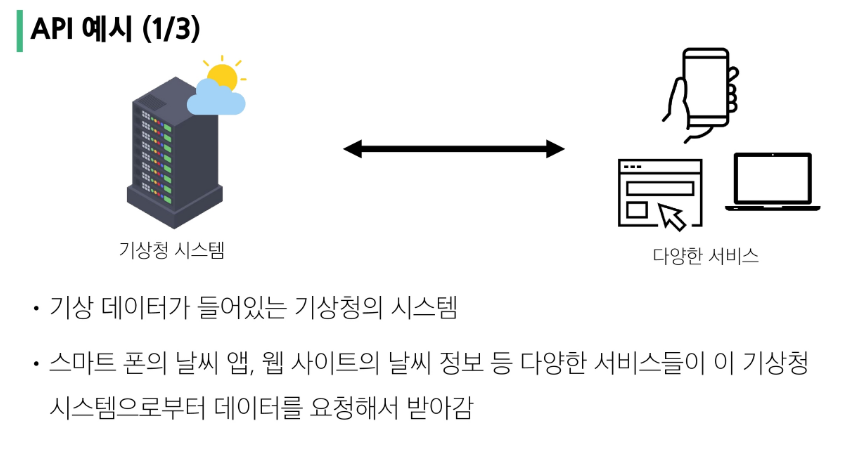 API 예시 (1/3)
기상청 시스템
다양한 서비스
• 기상 데이터가 들어있는 기상청의 시스템
• 스마트 폰의 날씨 앱, 웹 사이트의 날씨 정보 등 다양한 서비스들이 이 기상청
시스템으로부터 데이터를 요청해서 받아감